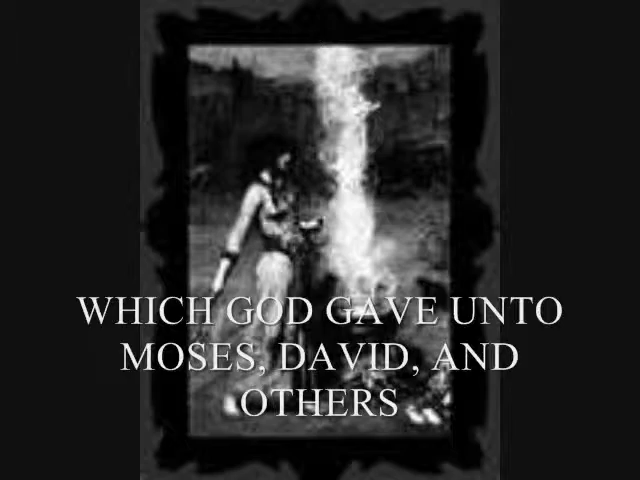 WHICH GOD GAVE UNTO
MOSES, DAVID, AND
OTHERS